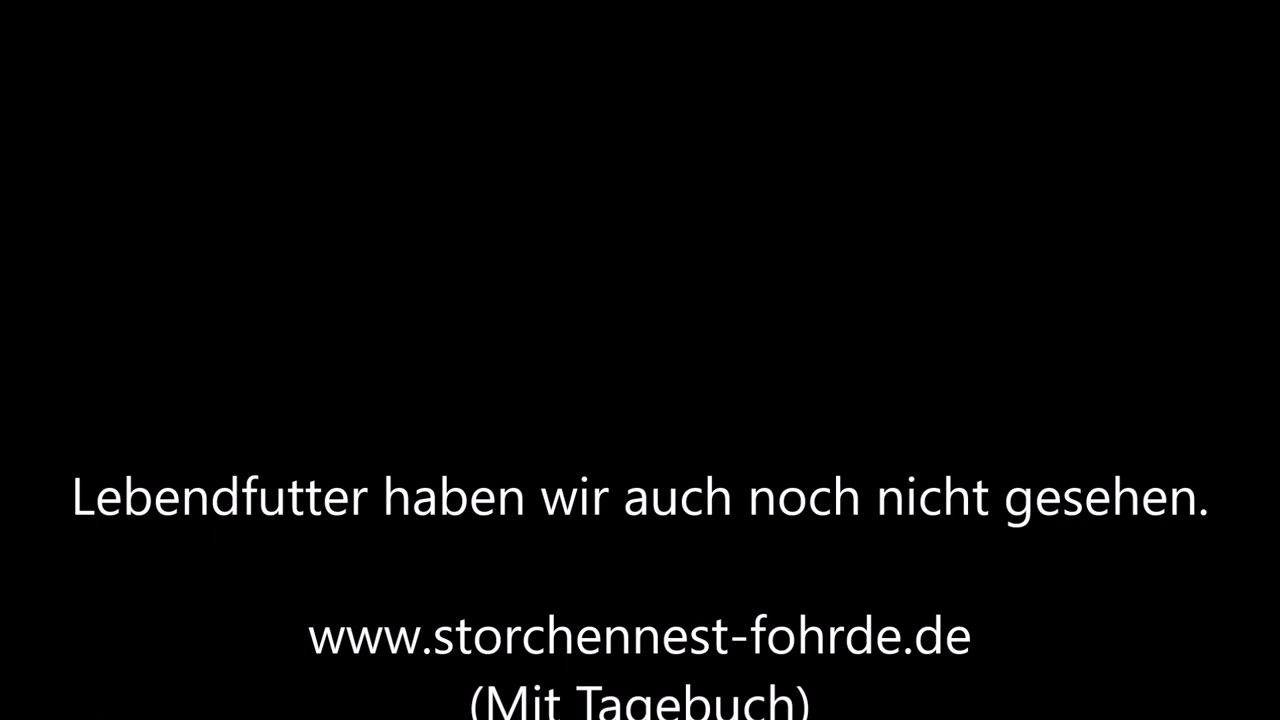 Lebendfutter haben wir auch noch nicht gesehen.
www.storchennest-fohrde.de
(Mit Tagebuch)